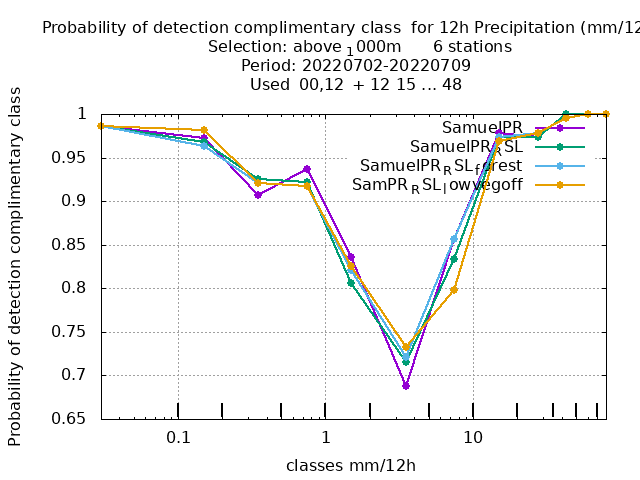 Probability of detection complimentary class  for 12h Precipitation (mm/12
Selection: above 1000m      6 stations
Period: 20220702-20220709
Used  00,12  + 12 15 ... 48
Probability of detection complimentary class
1
0.95
0.9
0.85
0.8
0.75
0.7
0.65
SamuelPR
SamuelPRRSL
SamuelPRRSLforest
SamPRRSLlowvegoff
0.1
1
10
classes mm/12h